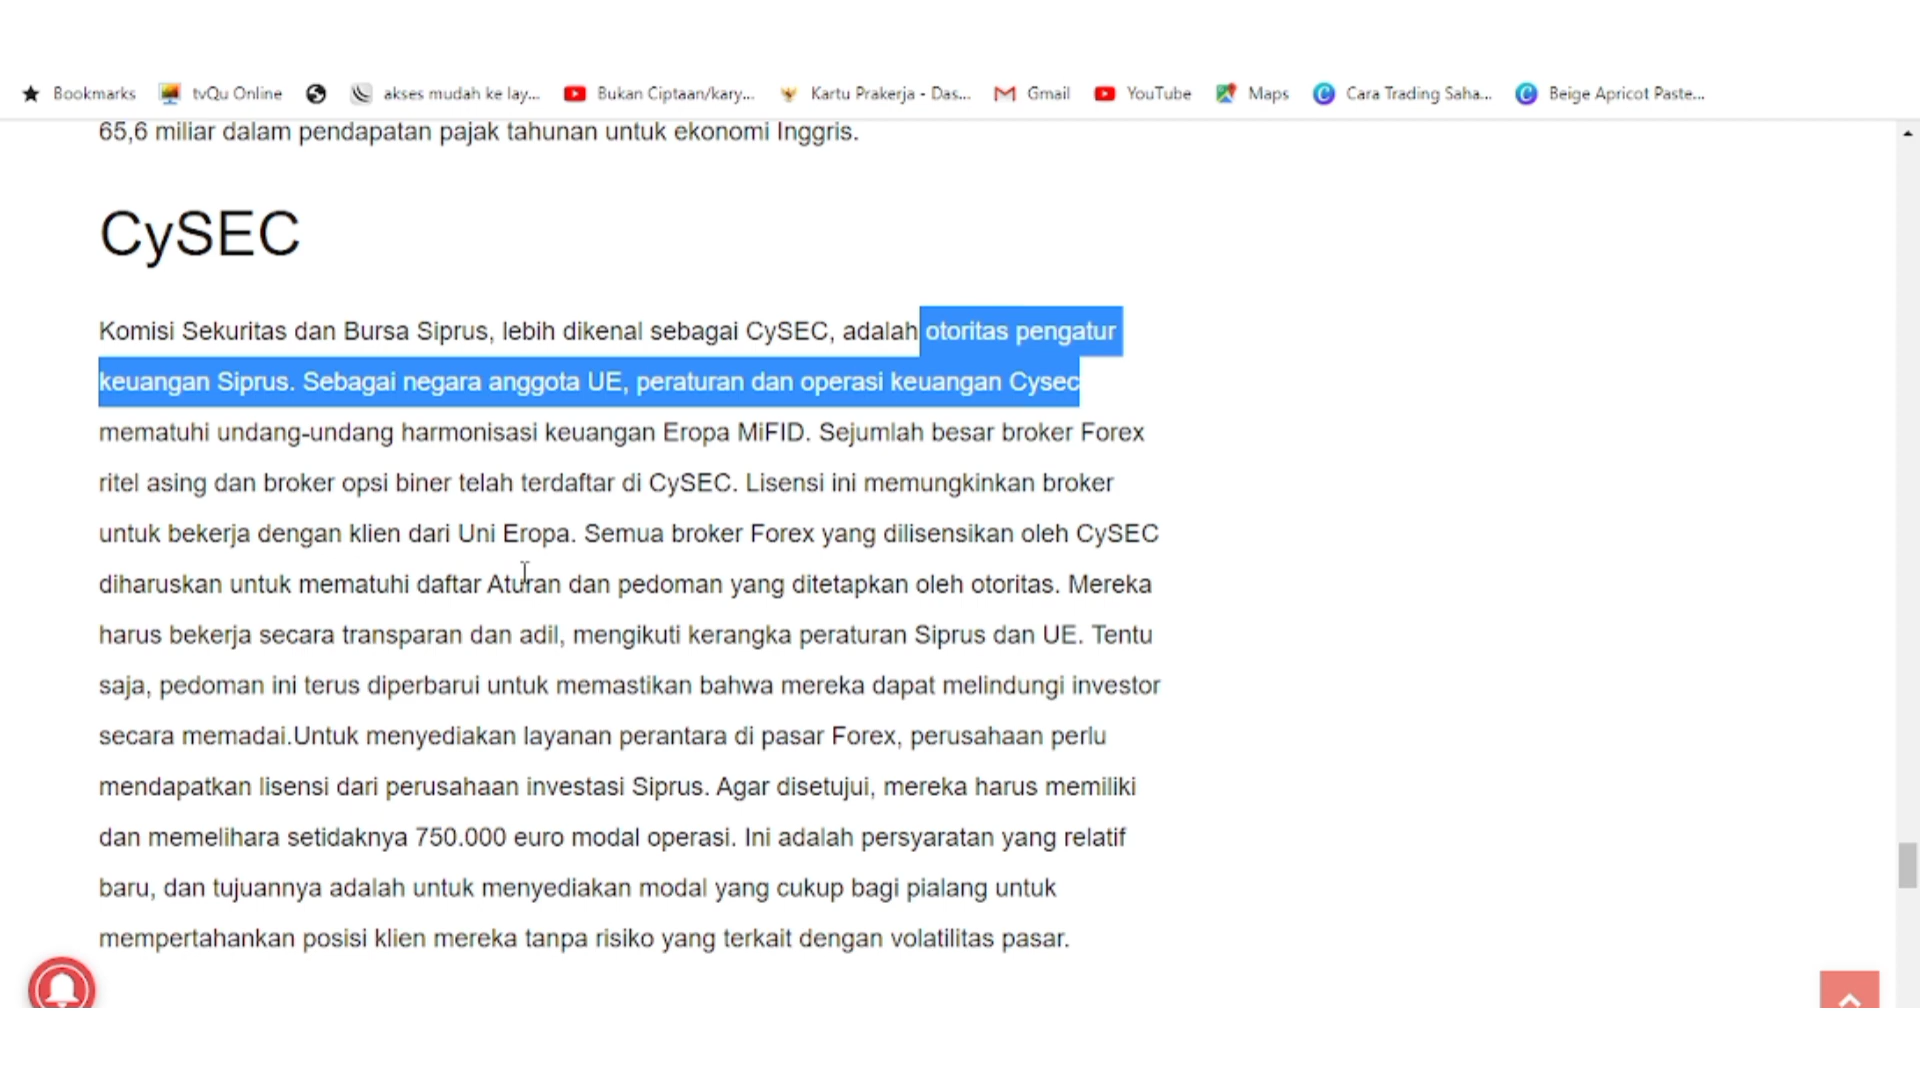 Bookmarks tvQu Online akses mudah ke lay... Bukan Ciptaan/kary... Kartu Prakerja - Das... Gmail YouTube Maps Cara Trading Saha... Beige Apricot Paste...
65,6 miliar dalam pendapatan pajak tahunan untuk ekonomi Inggris.
CySEC
Komisi Sekuritas dan Bursa Siprus, lebih dikenal sebagai CySEC, adalah otoritas pengatur
keuangan Siprus. Sebagai negara anggota UE, peraturan dan operasi keuangan Cysec
mematuhi undang-undang harmonisasi keuangan Eropa MiFID. Sejumlah besar broker Forex
ritel asing dan broker opsi biner telah terdaftar di CySEC. Lisensi ini memungkinkan broker
untuk bekerja dengan klien dari Uni Eropa. Semua broker Forex yang dilisensikan oleh CySEC
diharuskan untuk mematuhi daftar Aturan dan pedoman yang ditetapkan oleh otoritas. Mereka
harus bekerja secara transparan dan adil, mengikuti kerangka peraturan Siprus dan UE. Tentu
saja, pedoman ini terus diperbarui untuk memastikan bahwa mereka dapat melindungi investor
secara memadai.Untuk menyediakan layanan perantara di pasar Forex, perusahaan perlu
mendapatkan lisensi dari perusahaan investasi Siprus. Agar disetujui, mereka harus memiliki
dan memelihara setidaknya 750.000 euro modal operasi. Ini adalah persyaratan yang relatif
baru, dan tujuannya adalah untuk menyediakan modal yang cukup bagi pialang untuk
mempertahankan posisi klien mereka tanpa risiko yang terkait dengan volatilitas pasar.